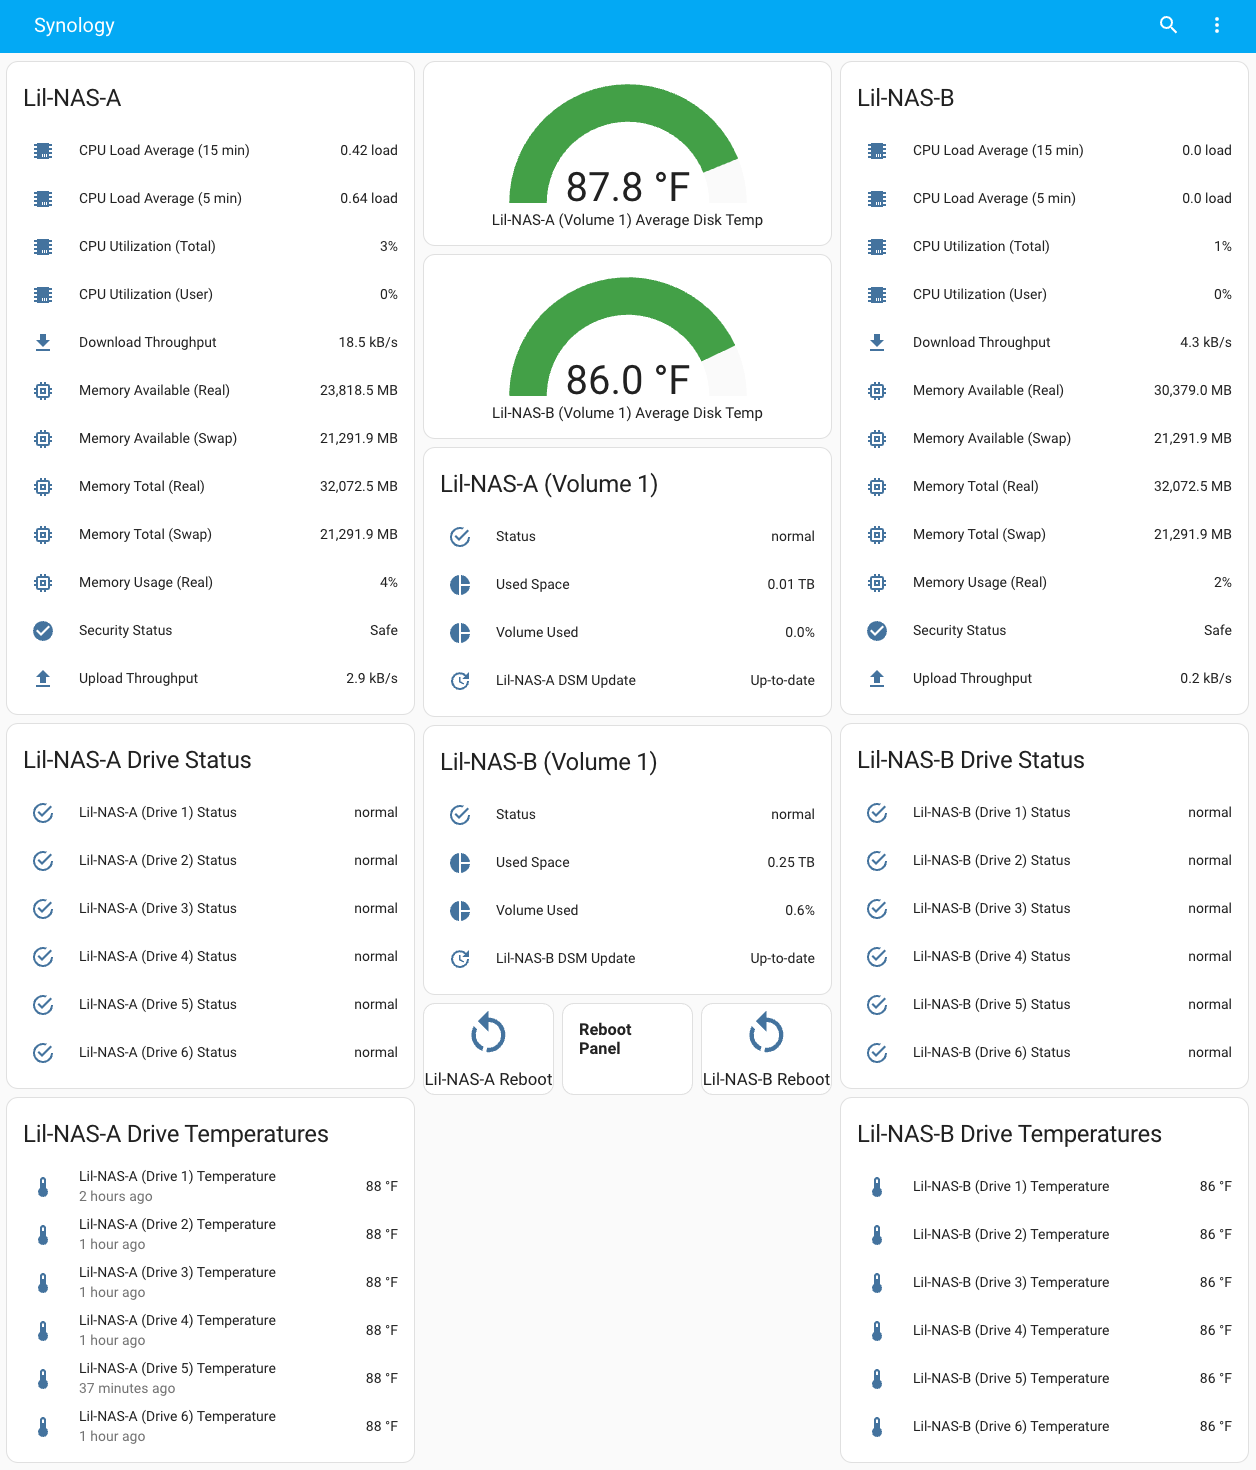 Synology
Lil-NAS-A
CPU Load Average (15 min) 0.42 load
CPU Load Average (5 min) 0.64 load
CPU Utilization (Total) 3%
CPU Utilization (User) 0%
Download Throughput 18.5 kB/s
Memory Available (Real) 23,818.5 MB
Memory Available (Swap) 21,291.9 MB
Memory Total (Real) 32,072.5 MB
Memory Total (Swap) 21,291.9 MB
Memory Usage (Real) 4%
Security Status Safe
Upload Throughput 2.9 kB/s
Lil-NAS-A Drive Status
Lil-NAS-A (Drive 1) Status normal
Lil-NAS-A (Drive 2) Status normal
Lil-NAS-A (Drive 3) Status normal
Lil-NAS-A (Drive 4) Status normal
Lil-NAS-A (Drive 5) Status normal
Lil-NAS-A (Drive 6) Status normal
Lil-NAS-A Drive Temperatures
Lil-NAS-A (Drive 1) Temperature 88 °F
2 hours ago
Lil-NAS-A (Drive 2) Temperature 88 °F
1 hour ago
Lil-NAS-A (Drive 3) Temperature 88 °F
1 hour ago
Lil-NAS-A (Drive 4) Temperature 88 °F
1 hour ago
Lil-NAS-A (Drive 5) Temperature 88 °F
37 minutes ago
Lil-NAS-A (Drive 6) Temperature 88 °F
1 hour ago
87.8 °F
Lil-NAS-A (Volume 1) Average Disk Temp
86.0 °F
Lil-NAS-B (Volume 1) Average Disk Temp
Lil-NAS-A (Volume 1)
Status normal
Used Space 0.01 TB
Volume Used 0.0%
Lil-NAS-A DSM Update Up-to-date
Lil-NAS-B (Volume 1)
Status normal
Used Space 0.25 TB
Volume Used 0.6%
Lil-NAS-B DSM Update Up-to-date
Lil-NAS-A Reboot
Reboot
Panel
Lil-NAS-B Reboot
Lil-NAS-B
CPU Load Average (15 min) 0.0 load
CPU Load Average (5 min) 0.0 load
CPU Utilization (Total) 1%
CPU Utilization (User) 0%
Download Throughput 4.3 kB/s
Memory Available (Real) 30,379.0 MB
Memory Available (Swap) 21,291.9 MB
Memory Total (Real) 32,072.5 MB
Memory Total (Swap) 21,291.9 MB
Memory Usage (Real) 2%
Security Status Safe
Upload Throughput 0.2 kB/s
Lil-NAS-B Drive Status
Lil-NAS-B (Drive 1) Status normal
Lil-NAS-B (Drive 2) Status normal
Lil-NAS-B (Drive 3) Status normal
Lil-NAS-B (Drive 4) Status normal
Lil-NAS-B (Drive 5) Status normal
Lil-NAS-B (Drive 6) Status normal
Lil-NAS-B Drive Temperatures
Lil-NAS-B (Drive 1) Temperature 86 °F
Lil-NAS-B (Drive 2) Temperature 86 °F
Lil-NAS-B (Drive 3) Temperature 86 °F
Lil-NAS-B (Drive 4) Temperature 86 °F
Lil-NAS-B (Drive 5) Temperature 86 °F
Lil-NAS-B (Drive 6) Temperature 86 °F